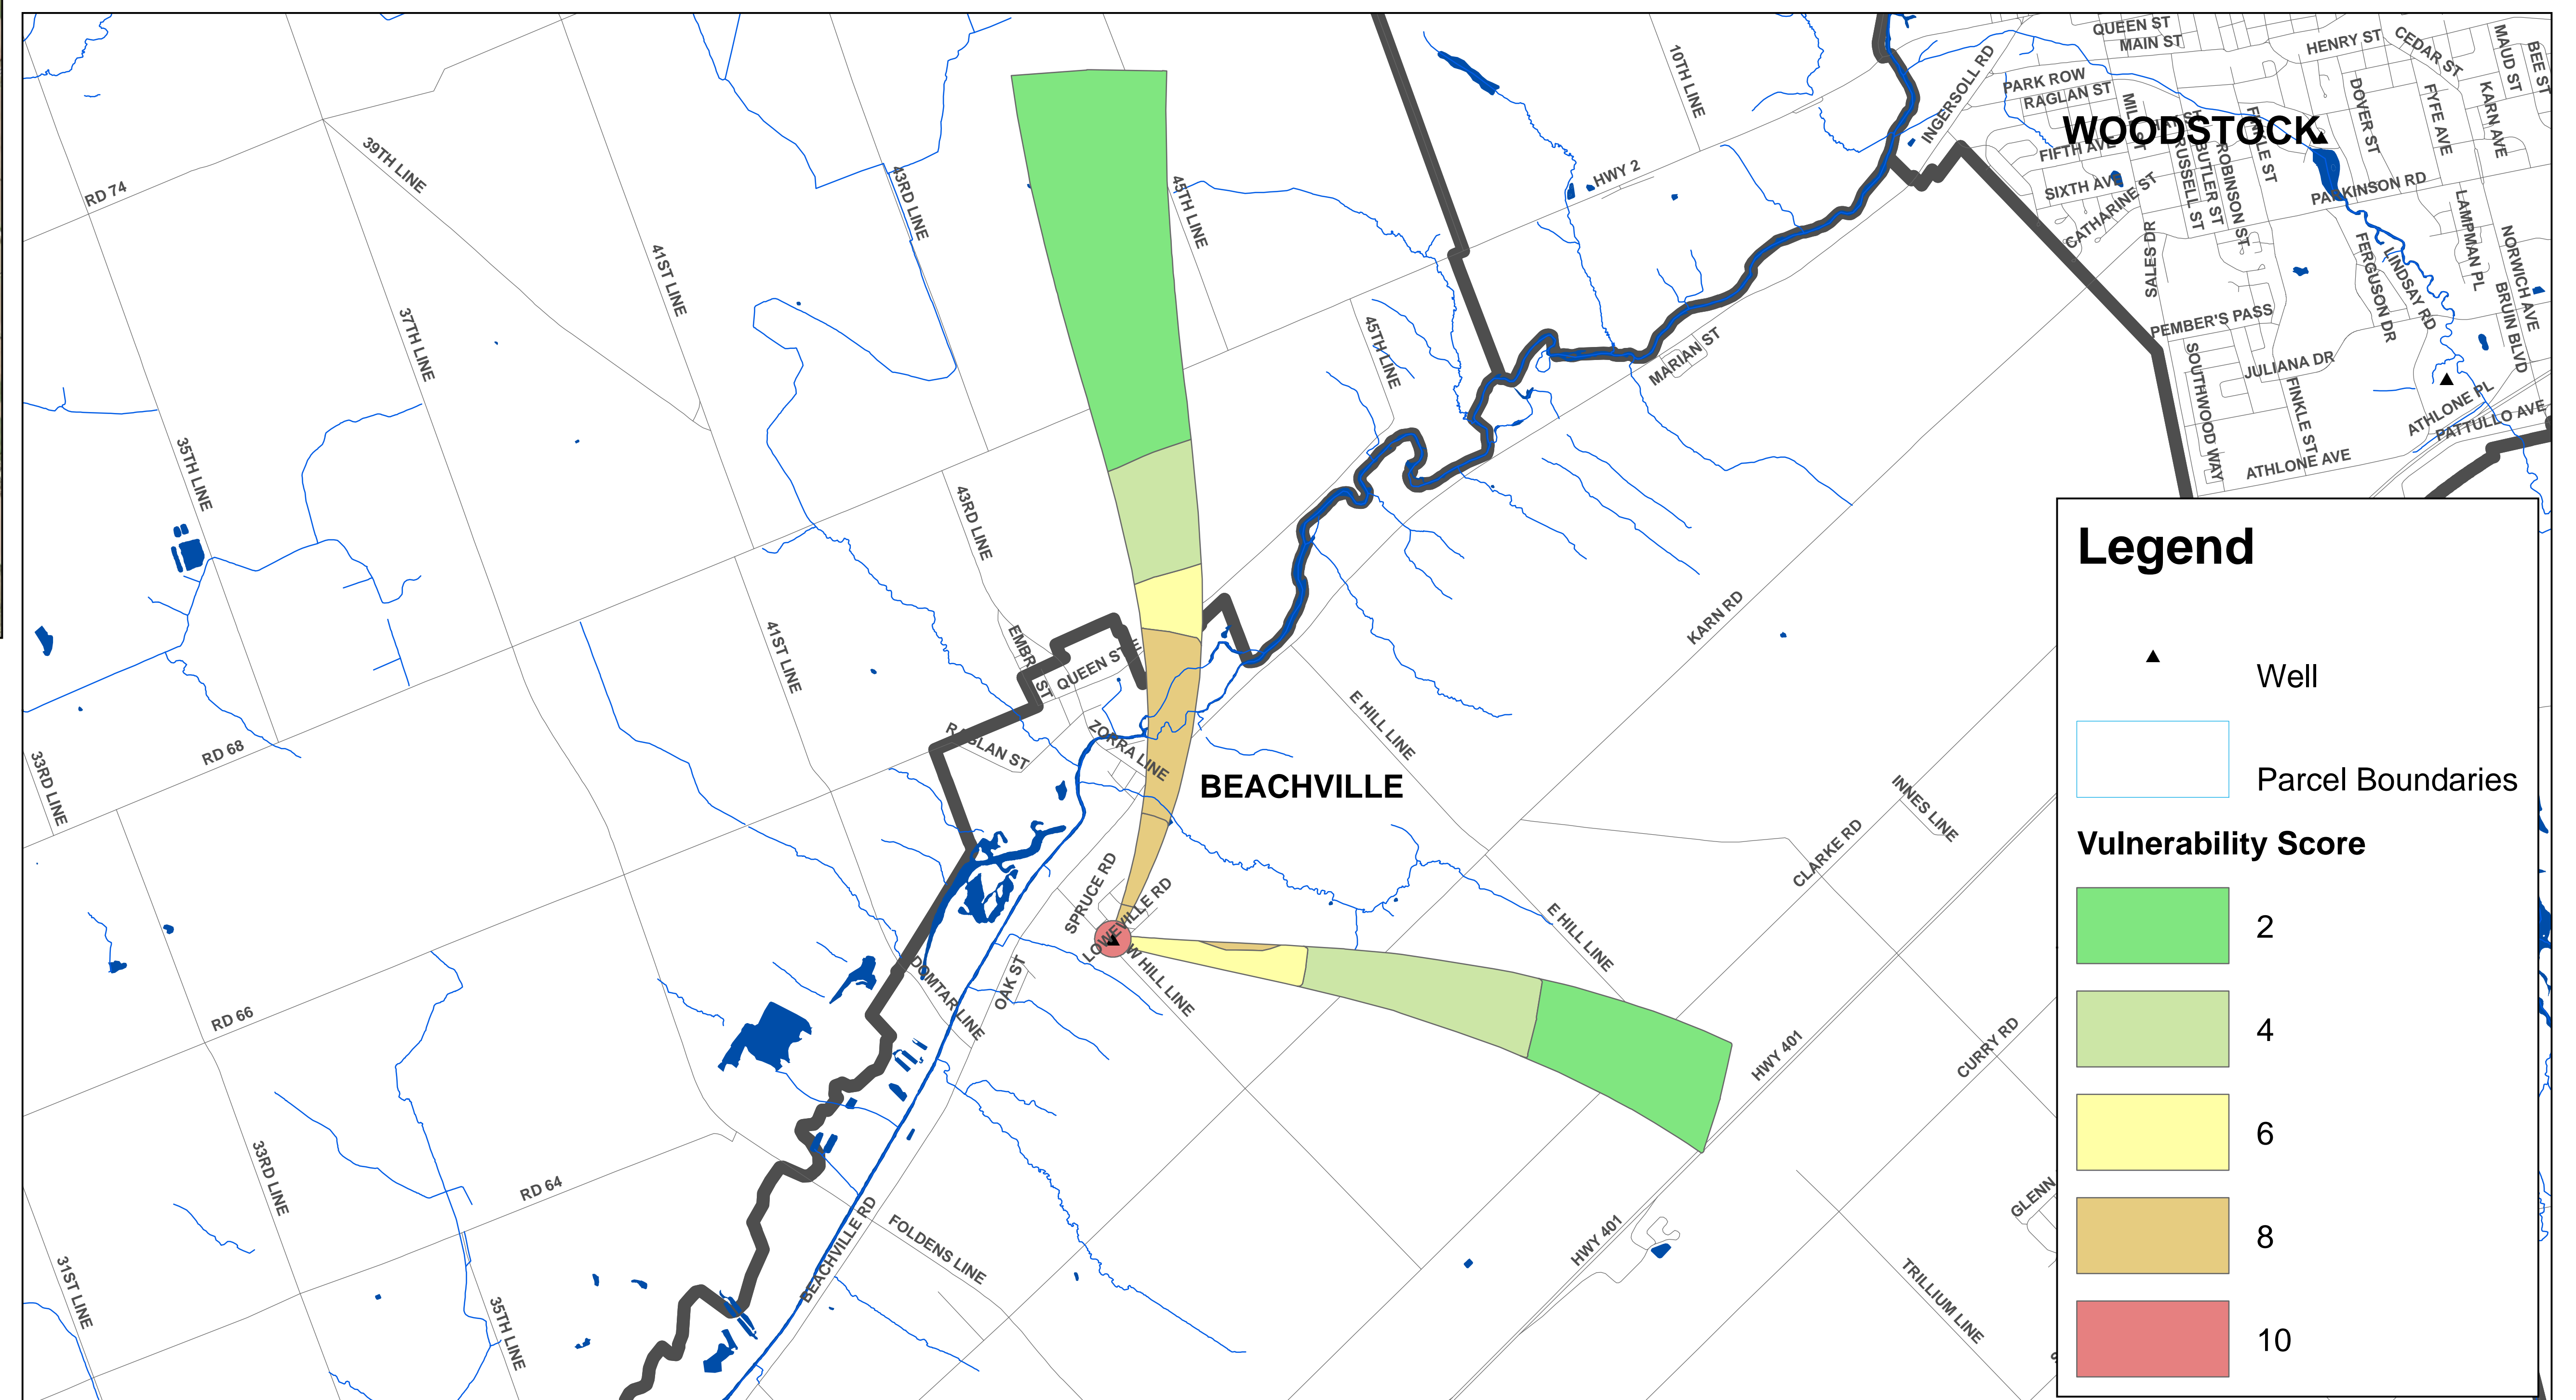 QUEEN ST
MAIN ST
HENRY ST
CEDAR ST
MAUD ST
BEE ST
10TH LINE
INGERSOLL RD
PARK ROW
RAGLAN ST
DOVER ST
FYFE AVE
KARN AVE
WOODSTOCK
FIFTH AVE
SIXTH AVE
CATHARINE ST
RUSSELL ST
BUTLER ST
ROBINSON ST
PARKINSON RD
39TH LINE
RD 74
43RD LINE
45TH LINE
HWY 2
41ST LINE
SALES DR
FERGUSON DR
LINDSAY RD
LAMPMAN PL
NORWICH AVE
BRUIN BLVD
37TH LINE
45TH LINE
MARIAN ST
PEMBER'S PASS
JULIANA DR
SOUTHWOOD WAY
FINKLE ST
ATHLONE PL
PATTULLO AVE
ATHLONE AVE
35TH LINE
43RD LINE
Legend
Well
Parcel Boundaries
Vulnerability Score
2
4
6
8
10
KARN RD
41ST LINE
QUEEN ST
RAGLAN ST
ZORRA LINE
E HILL LINE
33RD LINE
RD 68
BEACHVILLE
INNES LINE
CLARKE RD
SPRUCE RD
LOWEVILLE RD
W HILL LINE
E HILL LINE
DOMTAR LINE
OAK ST
RD 66
HWY 401
CURRY RD
33RD LINE
RD 64
BEACHVILLE RD
FOLDENS LINE
HWY 401
GLENN
TRILLIUM LINE
31ST LINE
35TH LINE